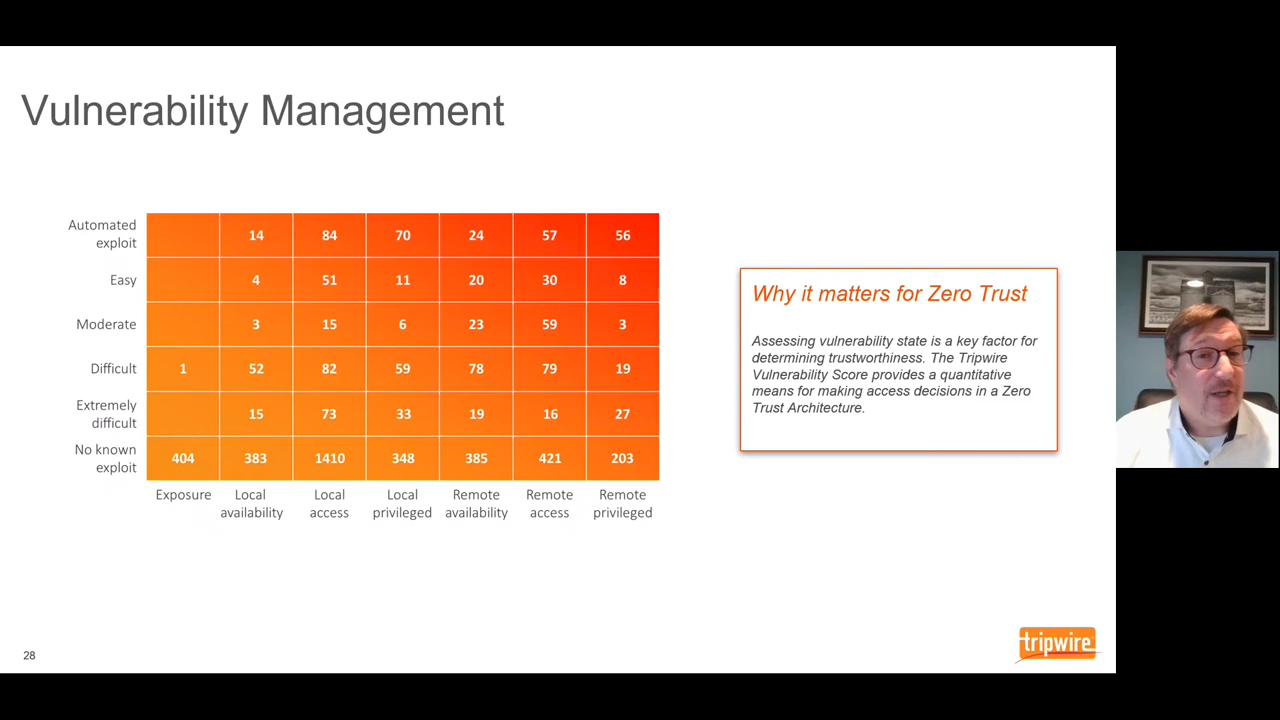 Vulnerability Management
Automated
exploit
14 84 70 24 57 56
Easy 4 51 11 20 30 8
Moderate 3 15 6 23 59 3
Difficult 1 52 82 59 78 79 19
Extremely
difficult
15 73 33 19 16 27
No known
exploit
404 383 1410 348 385 421 203
Exposure Local Local Local Remote Remote Remote
availability access privileged availability access privileged
Why it matters for Zero Trust
Assessing vulnerability state is a key factor for
determining trustworthiness. The Tripwire
Vulnerability Score provides a quantitative
means for making access decisions in a Zero
Trust Architecture.
28
tripwire